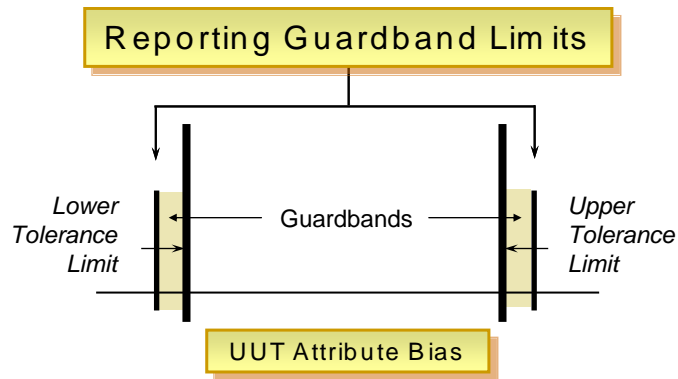 Reporting Guardband Limits
Lower
Tolerance
Limit
Guardbands
Upper
Tolerance
Limit
UUT Attribute Bias